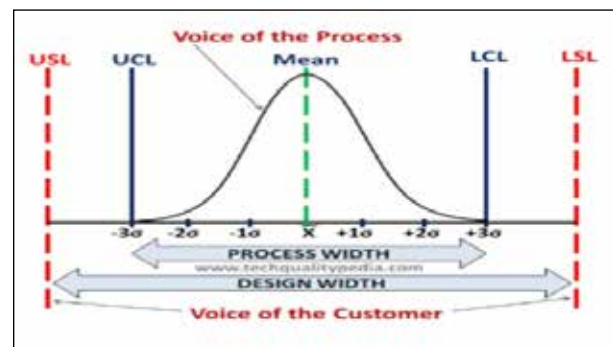 Voice of the Process
USL UCL Mean LCL LSL
-3σ -2σ -1σ X +1σ +2σ +3σ
PROCESS WIDTH
www.techqualitypedia.com
DESIGN WIDTH
Voice of the Customer